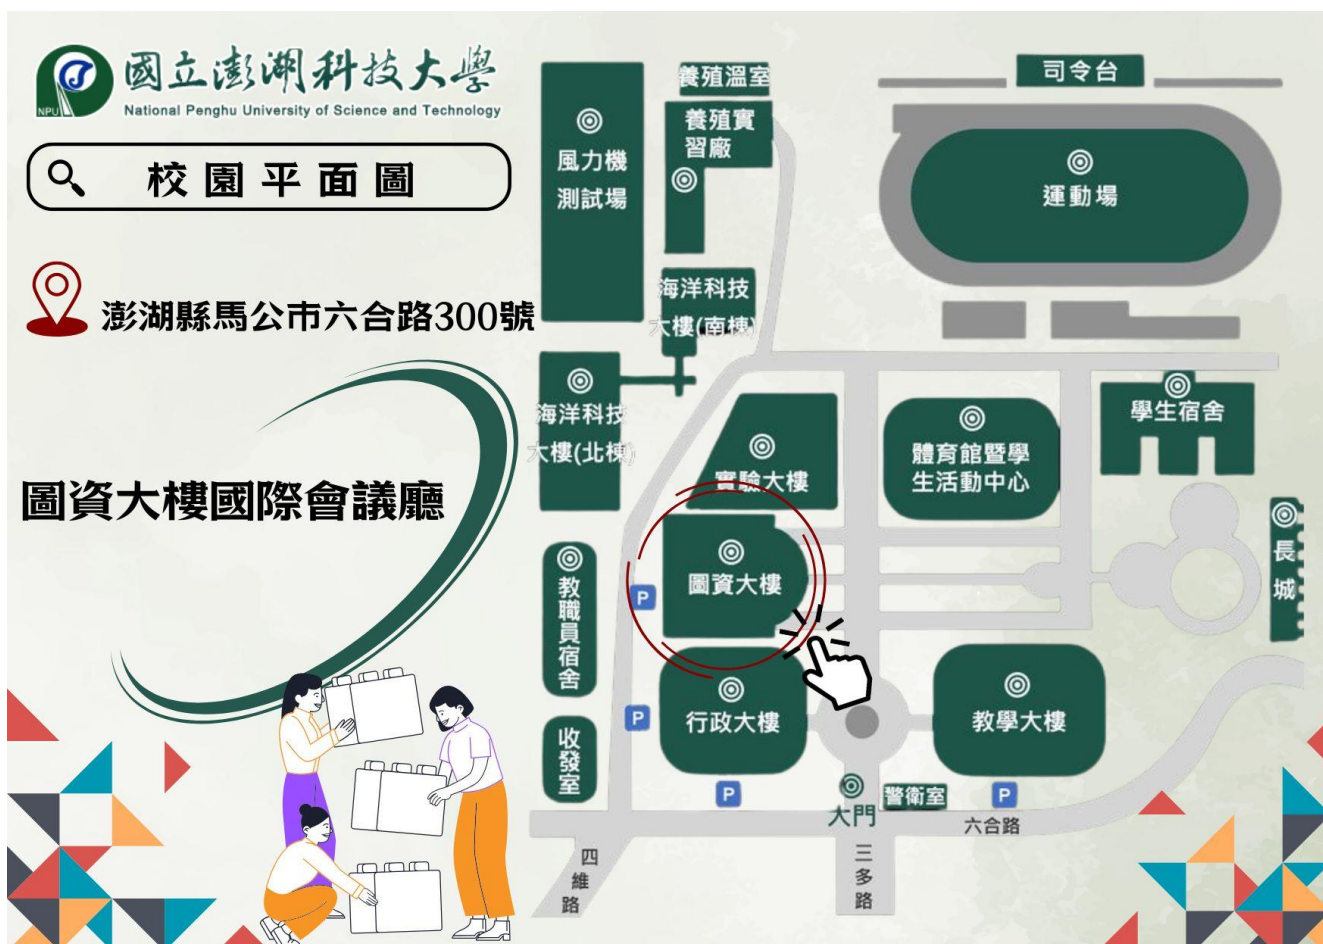 國立澎湖科技大學
NPU
National Penghu University of Science and Technology
校園平面圖
澎湖縣馬公市六合路300號
圖資大樓國際會議廳
養殖溫室
養殖實
習廠
風力機
測試場
司令台
運動場
海洋科技
大樓(南棟)
海洋科技
大樓(北棟)
實驗大樓
體育館暨學
生活動中心
學生宿舍
長城
圖資大樓
教職員宿舍
P
行政大樓
教學大樓
P
收發室
P
大門
警衛室
P
六合路
四維路
三多路